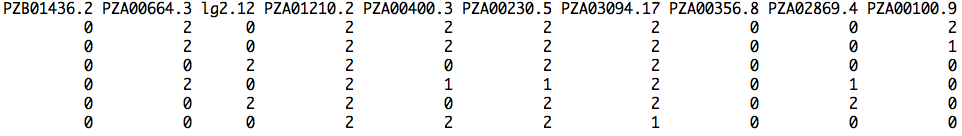 PZB01436.2 PZA00664.3 lg2.12 PZA01210.2 PZA00400.3 PZA00230.5 PZA03094.17 PZA00356.8 PZA02869.4 PZA00100.9
0 2 0 2 2 2 2 0 0 2
0 2 0 2 2 2 2 0 0 1
0 0 2 2 0 2 2 0 0 0
0 2 0 2 1 1 2 0 1 0
0 0 2 2 0 2 2 0 2 0
0 0 0 2 2 2 1 0 0 0